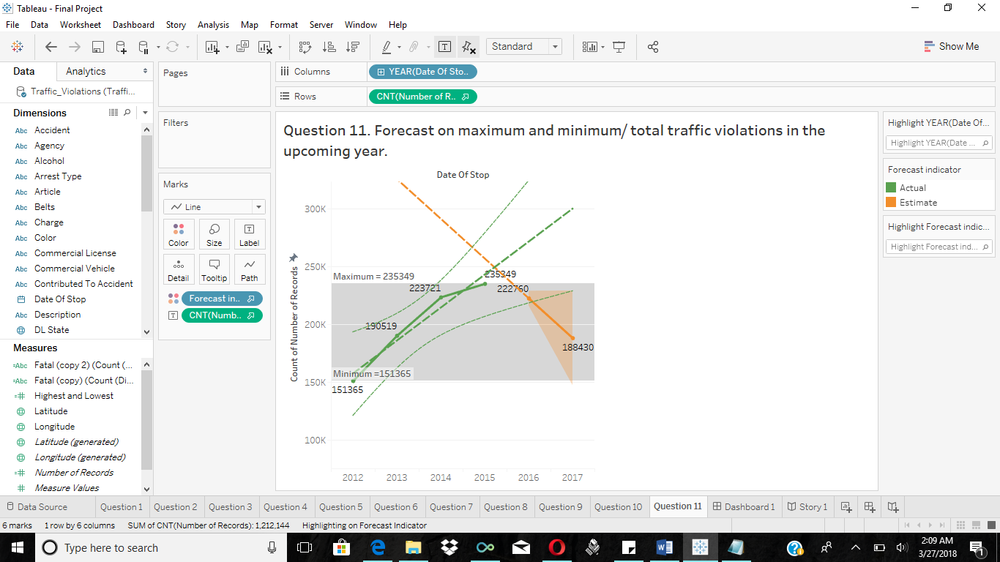 Tableau - Final Project
File Data Worksheet Dashboard Story Analysis Map Format Server Window Help
Standard
Show Me
Data Analytics
Traffic_Violations (Traffi...
Dimensions
Abc Accident
Abc Agency
Abc Alcohol
Abc Arrest Type
Abc Article
Abc Belts
Abc Charge
Abc Color
Abc Commercial License
Abc Commercial Vehicle
Abc Contributed To Accident
Date Of Stop
Abc Description
DL State
Measures
=Abc Fatal (copy 2) (Count (...
=Abc Fatal (copy) (Count (Di...
=# Highest and Lowest
Latitude
Longitude
Latitude (generated)
Longitude (generated)
=# Number of Records
# Measure Values
Pages
Filters
Marks
Line
Color Size Label
Detail Tooltip Path
Forecast in..
T CNT(Numb..
Columns YEAR(Date Of Sto..
Rows CNT(Number of R..
Question 11. Forecast on maximum and minimum/ total traffic violations in the
upcoming year.
Date Of Stop
Count of Number of Records
300K
250K
200K
150K
100K
Maximum = 235349
235349
223721
222760
190519
188430
Minimum =151365
151365
2012 2013 2014 2015 2016 2017
Highlight YEAR(Date Of...
Highlight YEAR(Date ...
Forecast indicator
Actual
Estimate
Highlight Forecast indic...
Highlight Forecast ind...
Data Source Question 1 Question 2 Question 3 Question 4 Question 5 Question 6 Question 7 Question 8 Question 9 Question 10 Question 11 Dashboard 1 Story 1
6 marks 1 row by 6 columns SUM of CNT(Number of Records): 1,212,144 Highlighting on Forecast Indicator
Type here to search
2:09 AM
3/27/2018
1